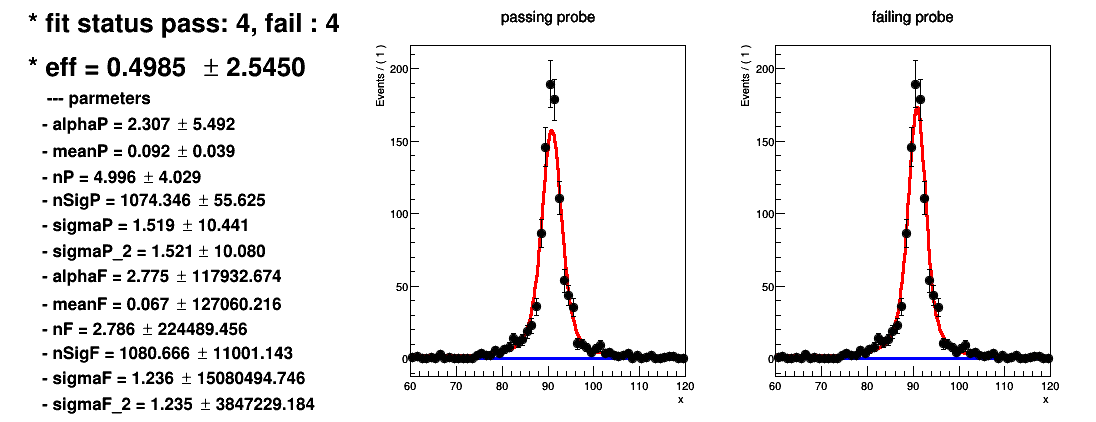 * fit status pass: 4, fail : 4
* eff = 0.4985 ± 2.5450
--- parmeters
- alphaP = 2.307 ± 5.492
- meanP = 0.092 ± 0.039
- nP = 4.996 ± 4.029
- nSigP = 1074.346 ± 55.625
- sigmaP = 1.519 ± 10.441
- sigmaP_2 = 1.521 ± 10.080
- alphaF = 2.775 ± 117932.674
- meanF = 0.067 ± 127060.216
- nF = 2.786 ± 224489.456
- nSigF = 1080.666 ± 11001.143
- sigmaF = 1.236 ± 15080494.746
- sigmaF_2 = 1.235 ± 3847229.184
passing probe
Events / ( 1 )
200
150
100
50
0
60 70 80 90 100 110 120
x
failing probe
Events / ( 1 )
200
150
100
50
0
60 70 80 90 100 110 120
x